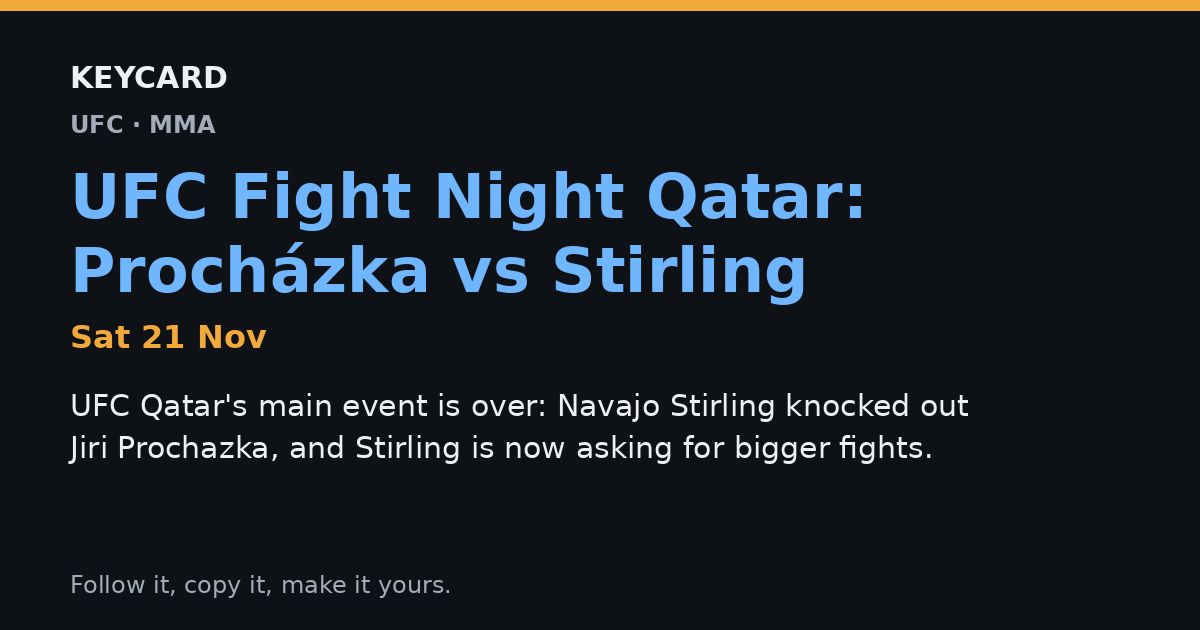 KEYCARD
UFC · MMA
UFC Fight Night Qatar:
Procházka vs Stirling
Sat 21 Nov
UFC Qatar's main event is over: Navajo Stirling knocked out
Jiri Prochazka, and Stirling is now asking for bigger fights.
Follow it, copy it, make it yours.